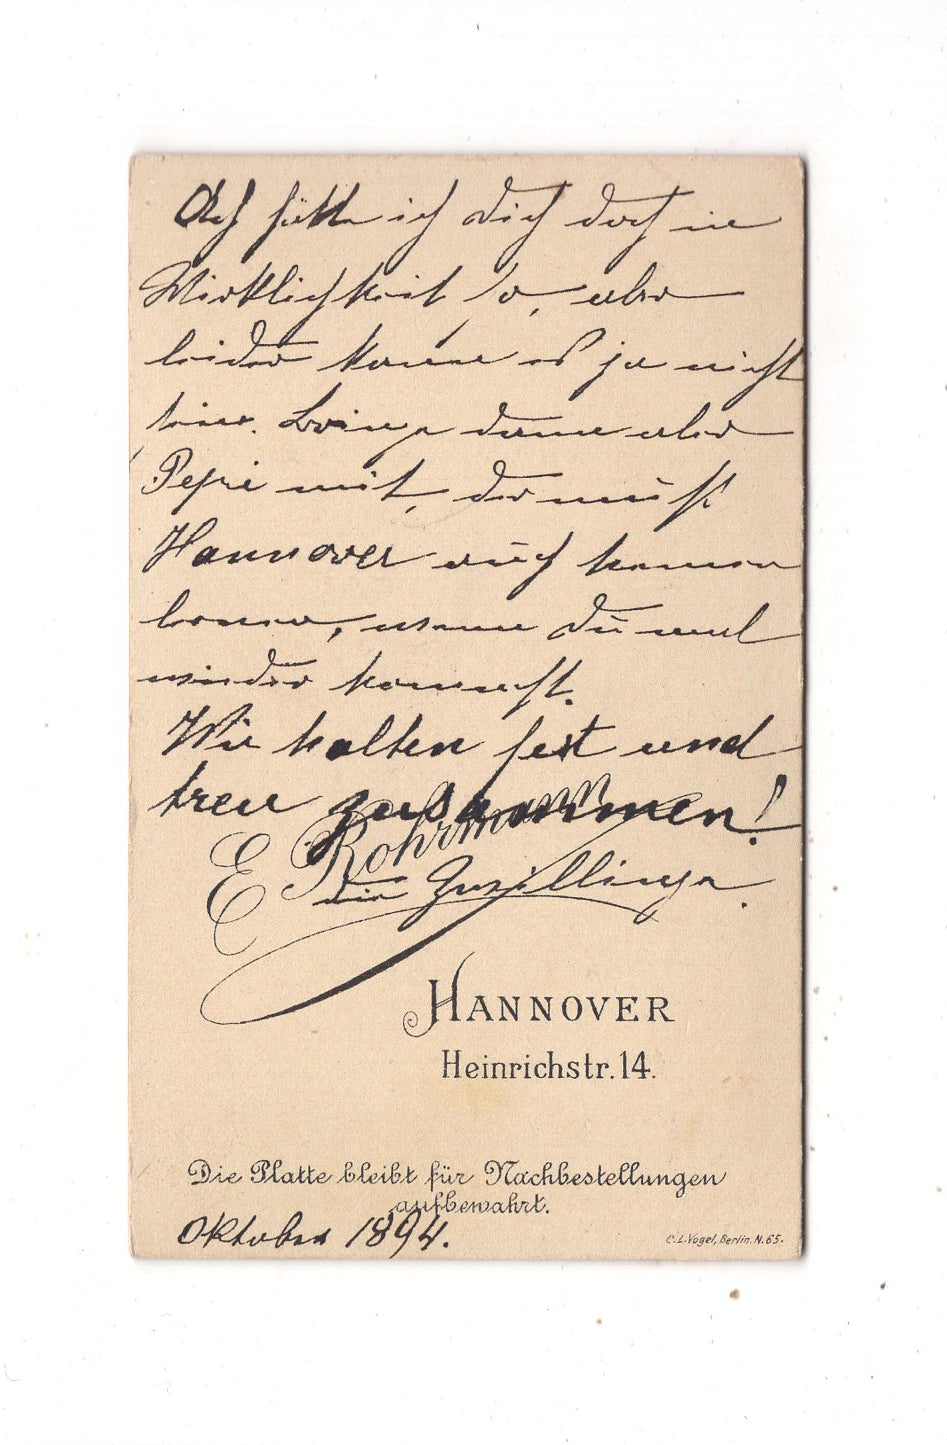 Ach hätte ich dich doch in
Wirklichkeit so, aber
leider kann es ja nicht
sein. Bringe dann aber
Pepi mit, der muß
Hannover auch kennen
lernen, wenn Du mal
wieder kommst.
Wir halten fest und
treu zusammen!
E. Rohrmann
die Zwillinge.
HANNOVER
Heinrichstr. 14.
Die Platte bleibt für Nachbestellungen
aufbewahrt.
Oktober 1894.
C. L. Vogel, Berlin. N. 65.